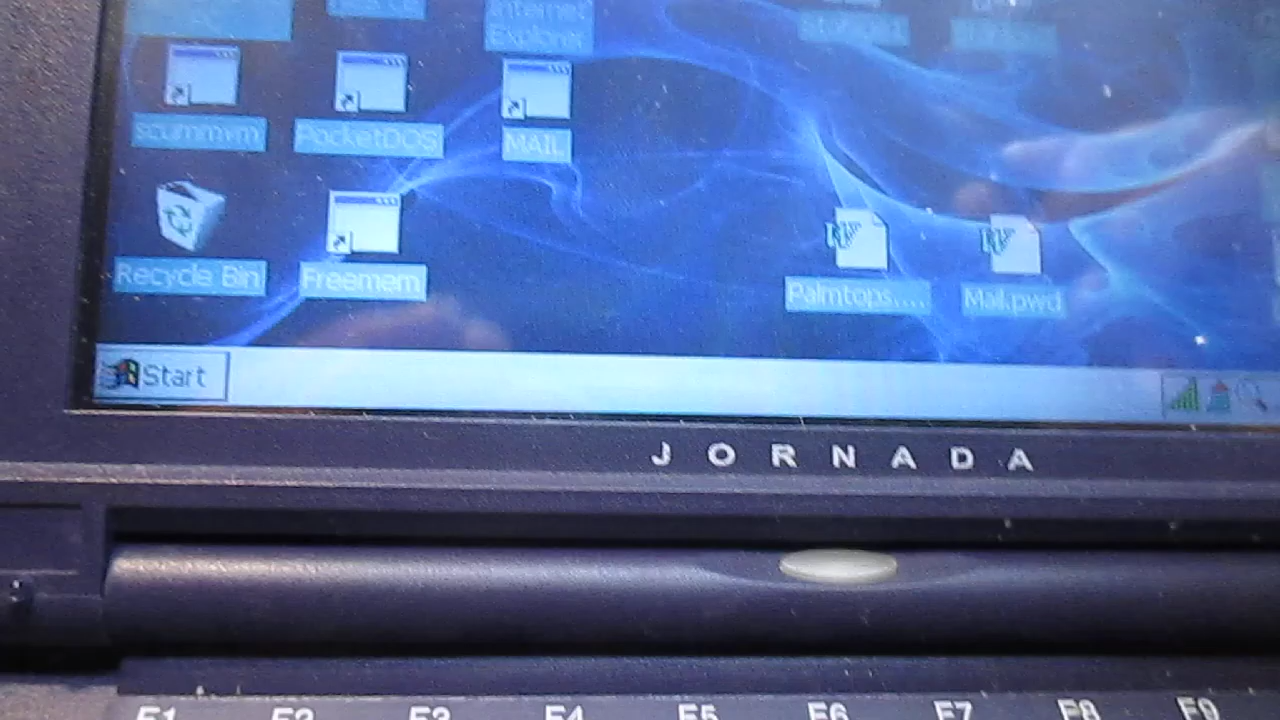 Internet
Explorer
scummvm
PocketDOS
MAIL
Recycle Bin
Freemem
Palmtops.....
Mail.pwd
Start
JORNADA
F1 F2 F3 F4 F5 F6 F7 F8 F9